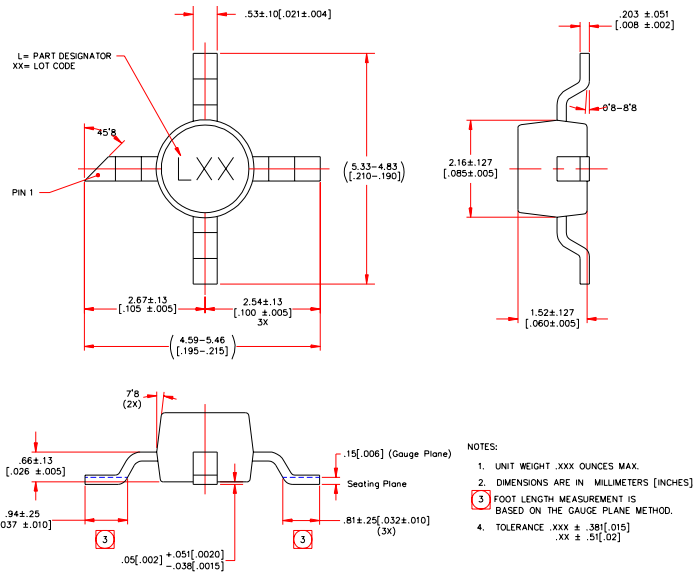 .53±.10[.021±.004]
.203 ±.051
[.008 ±.002]
L= PART DESIGNATOR
XX= LOT CODE
45°8
0°8-8°8
LXX
5.33-4.83
[.210-.190]
2.16±.127
[.085±.005]
PIN 1
2.67±.13
[.105 ±.005]
2.54±.13
[.100 ±.005]
3X
1.52±.127
[.060±.005]
4.59-5.46
[.195-.215]
7°8
(2X)
.66±.13
[.026 ±.005]
.15[.006] (Gauge Plane)
Seating Plane
.94±.25
037 ±.010]
.81±.25[.032±.010]
(3X)
3
3
.05[.002] +.051[.0020]
-.038[.0015]
NOTES:
1. UNIT WEIGHT .XXX OUNCES MAX.
2. DIMENSIONS ARE IN MILLIMETERS [INCHES]
3 FOOT LENGTH MEASUREMENT IS
BASED ON THE GAUGE PLANE METHOD.
4. TOLERANCE .XXX ± .381[.015]
.XX ± .51[.02]